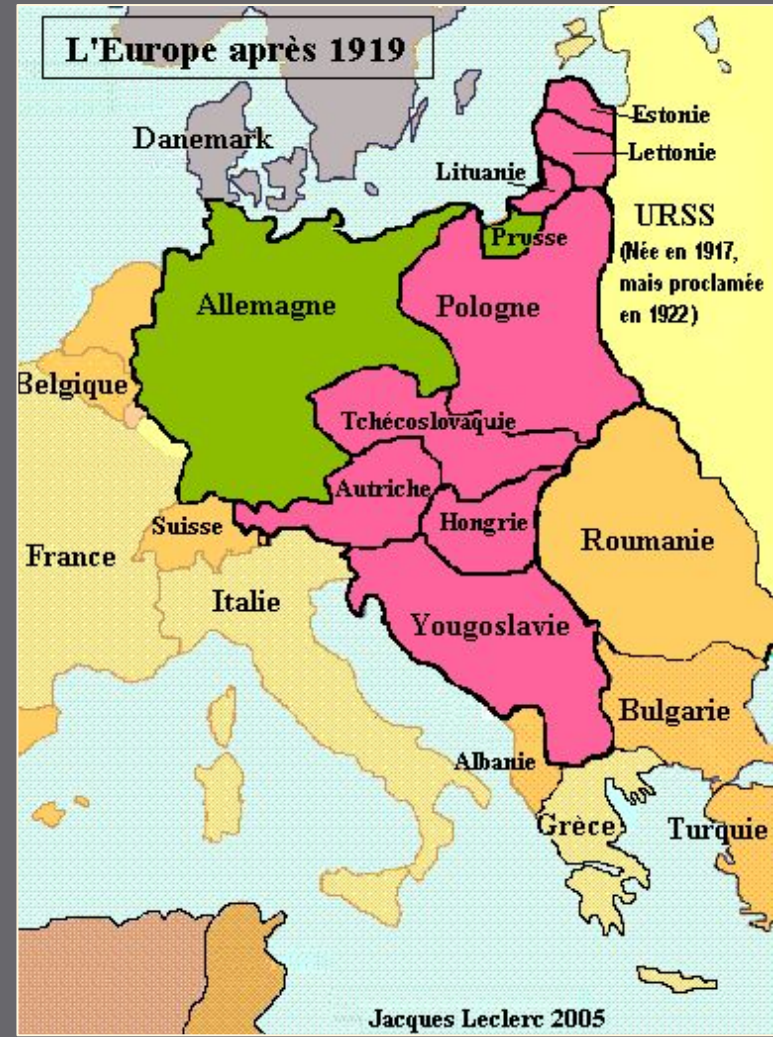 L'Europe après 1919
Danemark
Estonie
Lettonie
Lituanie
URSS
(Née en 1917,
mais proclamée
en 1922)
Prusse
Allemagne
Pologne
Belgique
Tchécoslovaquie
Autriche
Hongrie
Suisse
France
Roumanie
Italie
Yougoslavie
Bulgarie
Albanie
Grèce
Turquie
Jacques Leclerc 2005